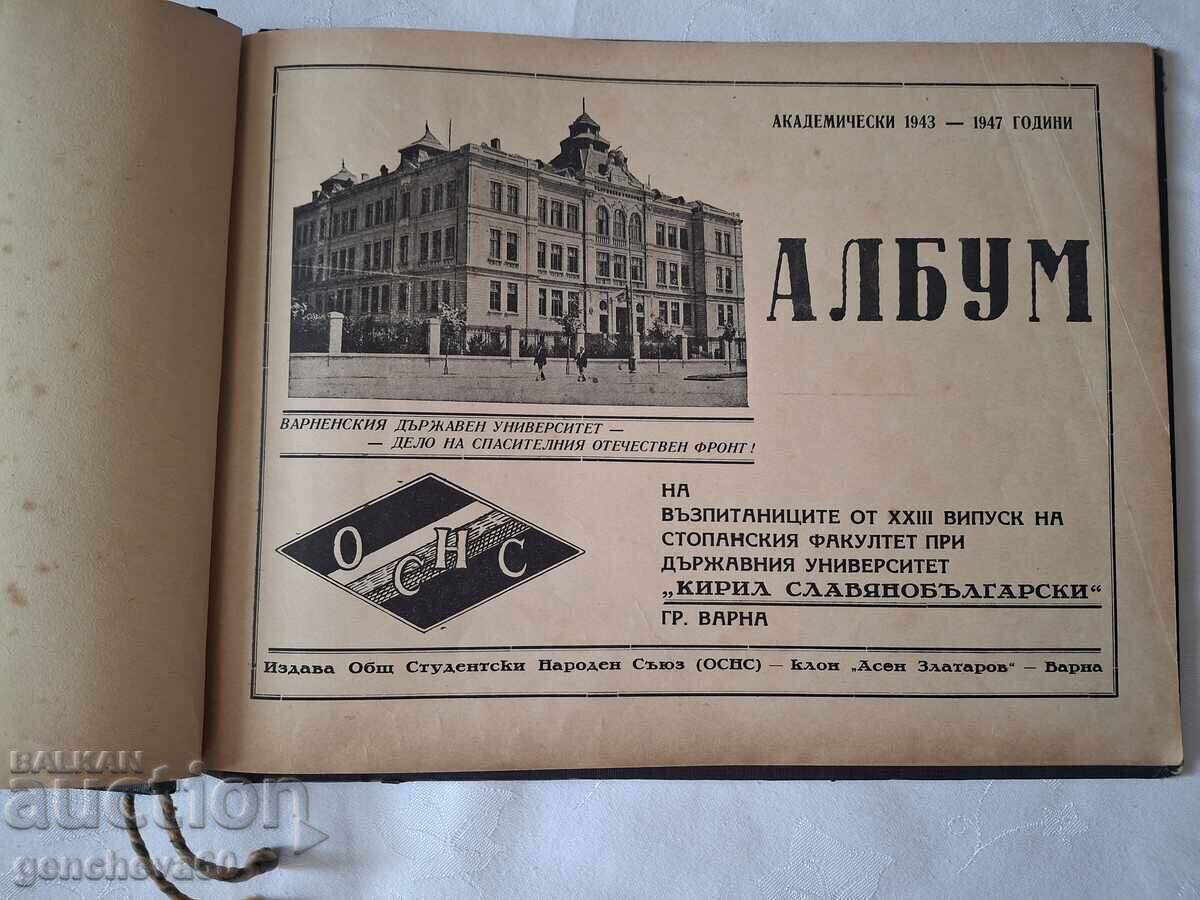 АКАДЕМИЧЕСКИ 1943 — 1947 ГОДИНИ
АЛБУМ
ВАРНЕНСКИЯ ДЪРЖАВЕН УНИВЕРСИТЕТ —
— ДЕЛО НА СПАСИТЕЛНИЯ ОТЕЧЕСТВЕН ФРОНТ!
ОСНС
НА
ВЪЗПИТАНИЦИТЕ ОТ XXIII ВИПУСК НА
СТОПАНСКИЯ ФАКУЛТЕТ ПРИ
ДЪРЖАВНИЯ УНИВЕРСИТЕТ
„КИРИЛ СЛАВЯНОБЪЛГАРСКИ“
ГР. ВАРНА
Издава Общ Студентски Народен Съюз (ОСНС) — клон „Асен Златаров“ — Варна
BALKAN
auction
gencheva60